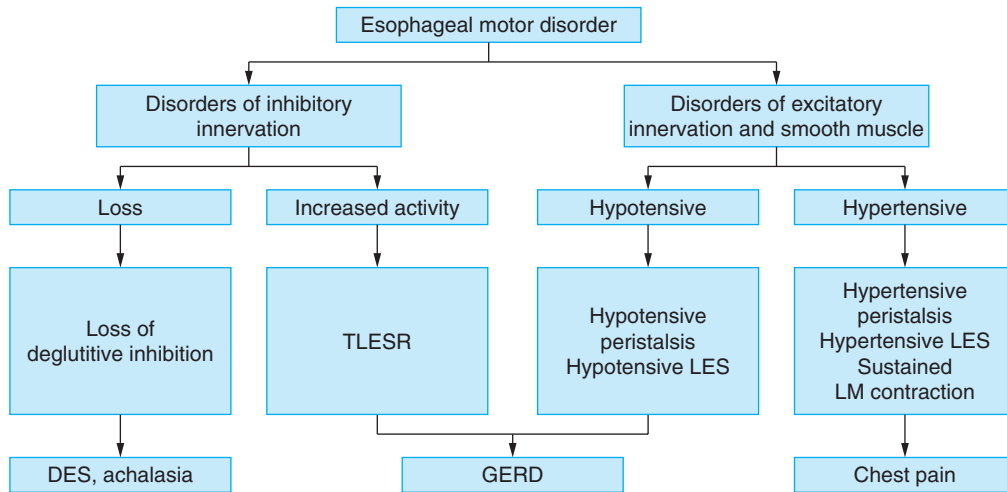 Esophageal motor disorder
Disorders of inhibitory
innervation
Disorders of excitatory
innervation and smooth muscle
Loss
Increased activity
Hypotensive
Hypertensive
Loss of
deglutitive inhibition
TLESR
Hypotensive
peristalsis
Hypotensive LES
Hypertensive
peristalsis
Hypertensive LES
Sustained
LM contraction
DES, achalasia
GERD
Chest pain